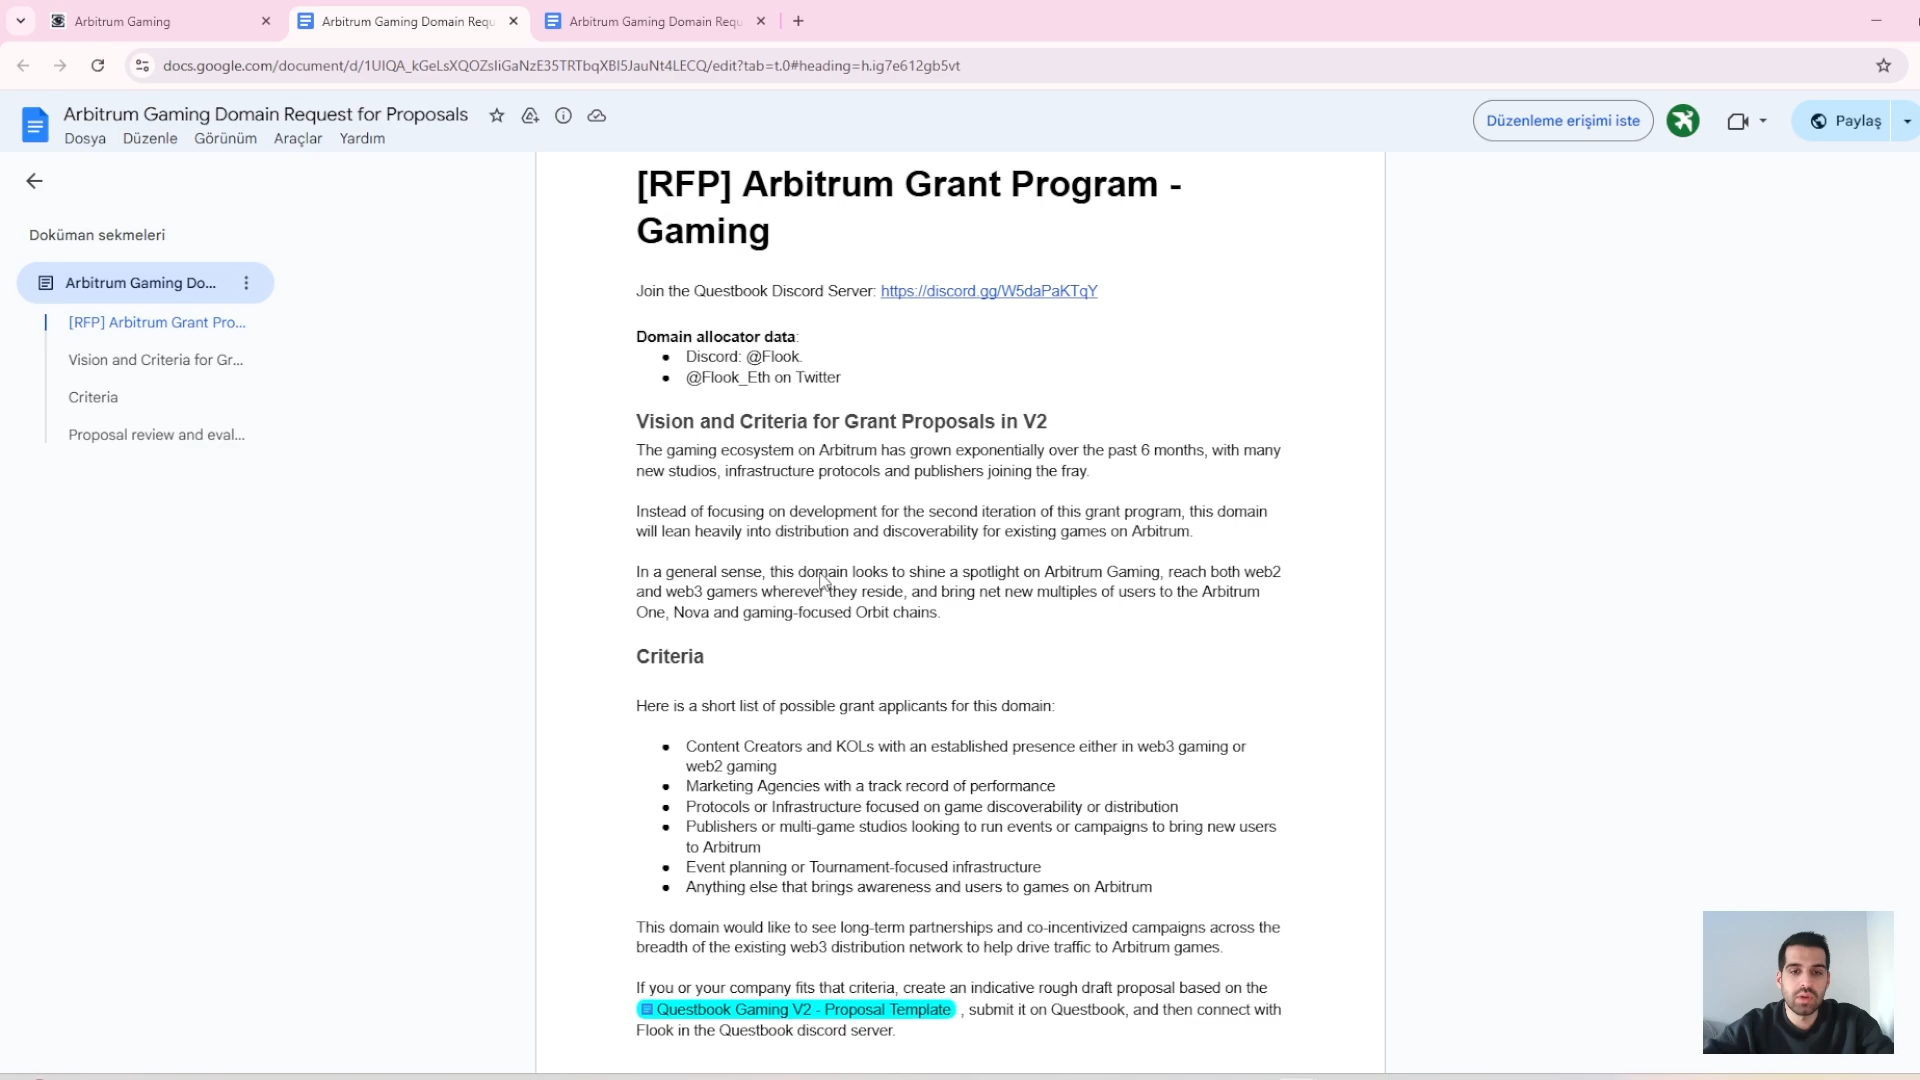 Arbitrum Gaming
Arbitrum Gaming Domain Requ
Arbitrum Gaming Domain Requ
docs.google.com/document/d/1UIQA_kGeLsXQOZsliGaNzE35TRTbqXBI5JauNt4LECQ/edit?tab=t.0#heading=h.ig7e612gb5vt
Arbitrum Gaming Domain Request for Proposals
Dosya Düzenle Görünüm Araçlar Yardım
Düzenleme erişimi iste
Paylaş
Doküman sekmeleri
Arbitrum Gaming Do...
[RFP] Arbitrum Grant Pro...
Vision and Criteria for Gr...
Criteria
Proposal review and eval...
[RFP] Arbitrum Grant Program -
Gaming
Join the Questbook Discord Server: https://discord.gg/W5daPaKTqY
Domain allocator data:
● Discord: @Flook.
● @Flook_Eth on Twitter
Vision and Criteria for Grant Proposals in V2
The gaming ecosystem on Arbitrum has grown exponentially over the past 6 months, with many
new studios, infrastructure protocols and publishers joining the fray.
Instead of focusing on development for the second iteration of this grant program, this domain
will lean heavily into distribution and discoverability for existing games on Arbitrum.
In a general sense, this domain looks to shine a spotlight on Arbitrum Gaming, reach both web2
and web3 gamers wherever they reside, and bring net new multiples of users to the Arbitrum
One, Nova and gaming-focused Orbit chains.
Criteria
Here is a short list of possible grant applicants for this domain:
● Content Creators and KOLs with an established presence either in web3 gaming or
web2 gaming
● Marketing Agencies with a track record of performance
● Protocols or Infrastructure focused on game discoverability or distribution
● Publishers or multi-game studios looking to run events or campaigns to bring new users
to Arbitrum
● Event planning or Tournament-focused infrastructure
● Anything else that brings awareness and users to games on Arbitrum
This domain would like to see long-term partnerships and co-incentivized campaigns across the
breadth of the existing web3 distribution network to help drive traffic to Arbitrum games.
If you or your company fits that criteria, create an indicative rough draft proposal based on the
Questbook Gaming V2 - Proposal Template , submit it on Questbook, and then connect with
Flook in the Questbook discord server.